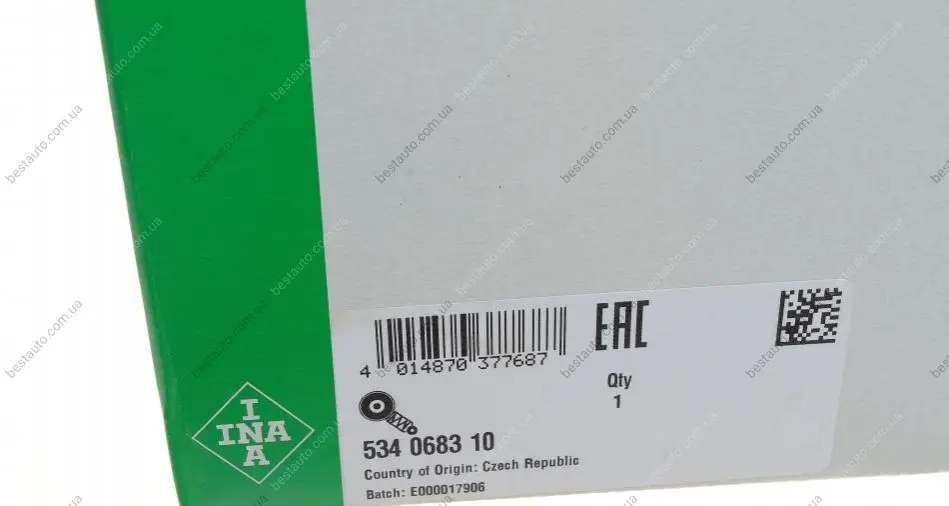 EAC
4 014870 377687
Qty
1
534 0683 10
Country of Origin: Czech Republic
Batch: E000017906
I
INA
A
bestauto.com.ua